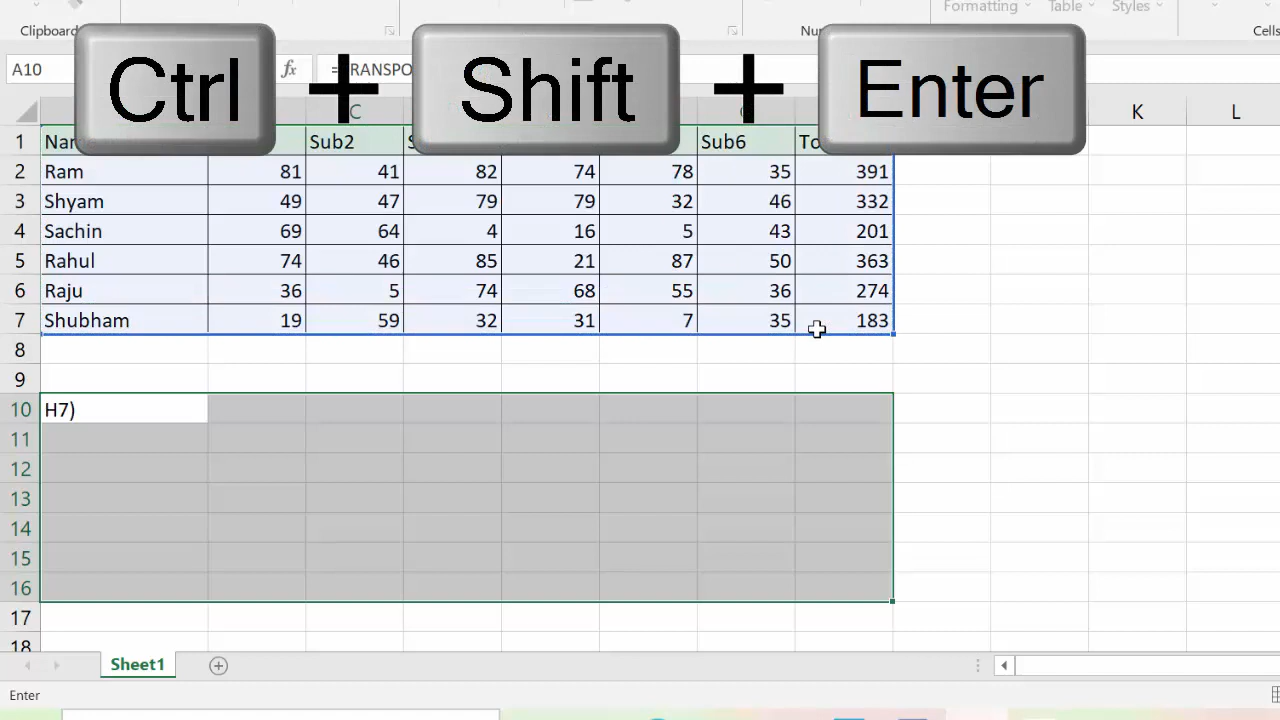 Formatting Table Styles
Clipboard Cells
Ctrl + Shift + Enter
A10 fx RANSPO
C K L
1 Sub2 Sub6
2 Ram 81 41 82 74 78 35 391
3 Shyam 49 47 79 79 32 46 332
4 Sachin 69 64 4 16 5 43 201
5 Rahul 74 46 85 21 87 50 363
6 Raju 36 5 74 68 55 36 274
7 Shubham 19 59 32 31 7 35 183
8
9
10 H7)
11
12
13
14
15
16
17
18
Sheet1
Enter